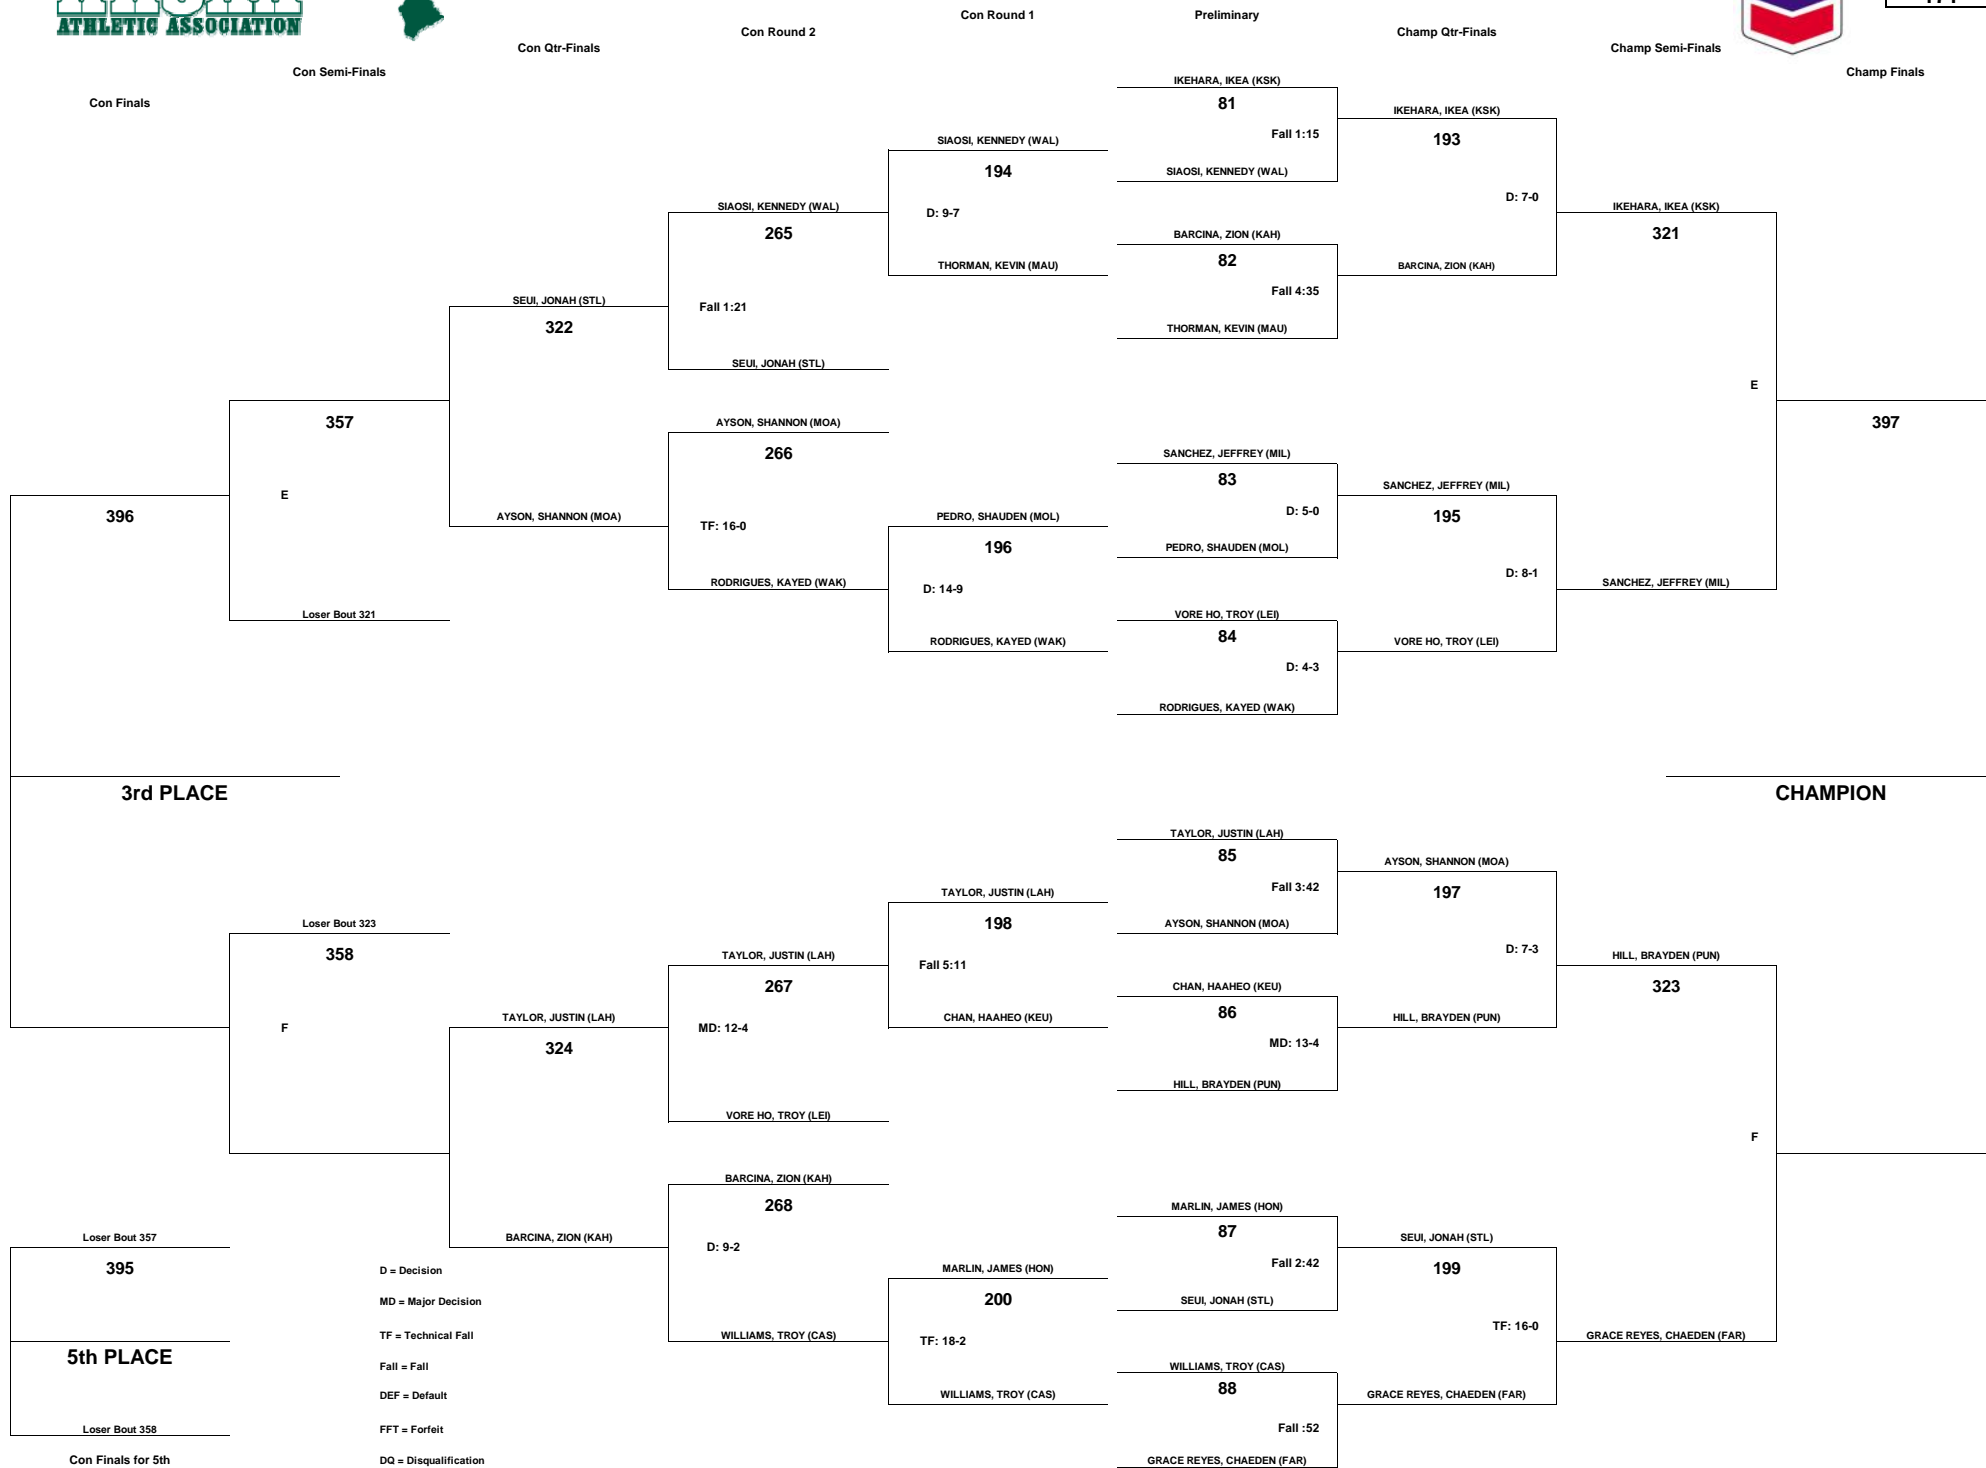 ATHLETIC ASSOCIATION
Con Round 1
Preliminary
Con Round 2
Champ Qtr-Finals
Con Qtr-Finals
Champ Semi-Finals
Con Semi-Finals
Champ Finals
Con Finals
IKEHARA, IKEA (KSK)
81
Fall 1:15
SIAOSI, KENNEDY (WAL)
IKEHARA, IKEA (KSK)
193
D: 7-0
BARCINA, ZION (KAH)
SIAOSI, KENNEDY (WAL)
194
D: 9-7
THORMAN, KEVIN (MAU)
BARCINA, ZION (KAH)
82
Fall 4:35
THORMAN, KEVIN (MAU)
SIAOSI, KENNEDY (WAL)
265
Fall 1:21
SEUI, JONAH (STL)
IKEHARA, IKEA (KSK)
321
E
SANCHEZ, JEFFREY (MIL)
SEUI, JONAH (STL)
322
AYSON, SHANNON (MOA)
AYSON, SHANNON (MOA)
266
TF: 16-0
RODRIGUES, KAYED (WAK)
357
E
Loser Bout 321
397
396
SANCHEZ, JEFFREY (MIL)
83
D: 5-0
PEDRO, SHAUDEN (MOL)
SANCHEZ, JEFFREY (MIL)
195
D: 8-1
VORE HO, TROY (LEI)
PEDRO, SHAUDEN (MOL)
196
D: 14-9
RODRIGUES, KAYED (WAK)
VORE HO, TROY (LEI)
84
D: 4-3
RODRIGUES, KAYED (WAK)
3rd PLACE
CHAMPION
TAYLOR, JUSTIN (LAH)
85
Fall 3:42
AYSON, SHANNON (MOA)
AYSON, SHANNON (MOA)
197
D: 7-3
HILL, BRAYDEN (PUN)
TAYLOR, JUSTIN (LAH)
198
Fall 5:11
CHAN, HAAHEO (KEU)
CHAN, HAAHEO (KEU)
86
MD: 13-4
HILL, BRAYDEN (PUN)
Loser Bout 323
358
F
TAYLOR, JUSTIN (LAH)
267
MD: 12-4
VORE HO, TROY (LEI)
HILL, BRAYDEN (PUN)
323
F
GRACE REYES, CHAEDEN (FAR)
TAYLOR, JUSTIN (LAH)
324
BARCINA, ZION (KAH)
BARCINA, ZION (KAH)
268
D: 9-2
WILLIAMS, TROY (CAS)
MARLIN, JAMES (HON)
87
Fall 2:42
SEUI, JONAH (STL)
SEUI, JONAH (STL)
199
TF: 16-0
GRACE REYES, CHAEDEN (FAR)
MARLIN, JAMES (HON)
200
TF: 18-2
WILLIAMS, TROY (CAS)
WILLIAMS, TROY (CAS)
88
Fall :52
GRACE REYES, CHAEDEN (FAR)
Loser Bout 357
395
5th PLACE
Loser Bout 358
Con Finals for 5th
D = Decision
MD = Major Decision
TF = Technical Fall
Fall = Fall
DEF = Default
FFT = Forfeit
DQ = Disqualification